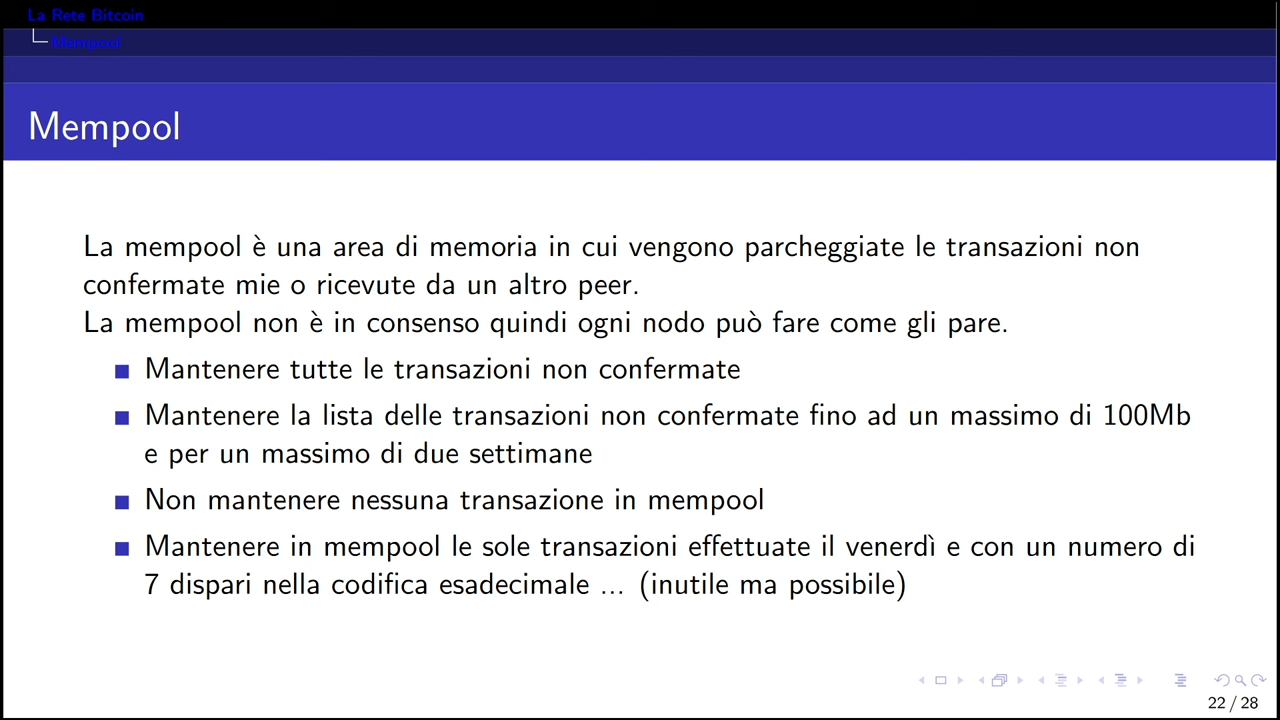 La Rete Bitcoin
Mempool
Mempool
La mempool è una area di memoria in cui vengono parcheggiate le transazioni non
confermate mie o ricevute da un altro peer.
La mempool non è in consenso quindi ogni nodo può fare come gli pare.
Mantenere tutte le transazioni non confermate
Mantenere la lista delle transazioni non confermate fino ad un massimo di 100Mb
e per un massimo di due settimane
Non mantenere nessuna transazione in mempool
Mantenere in mempool le sole transazioni effettuate il venerdì e con un numero di
7 dispari nella codifica esadecimale ... (inutile ma possibile)
22 / 28